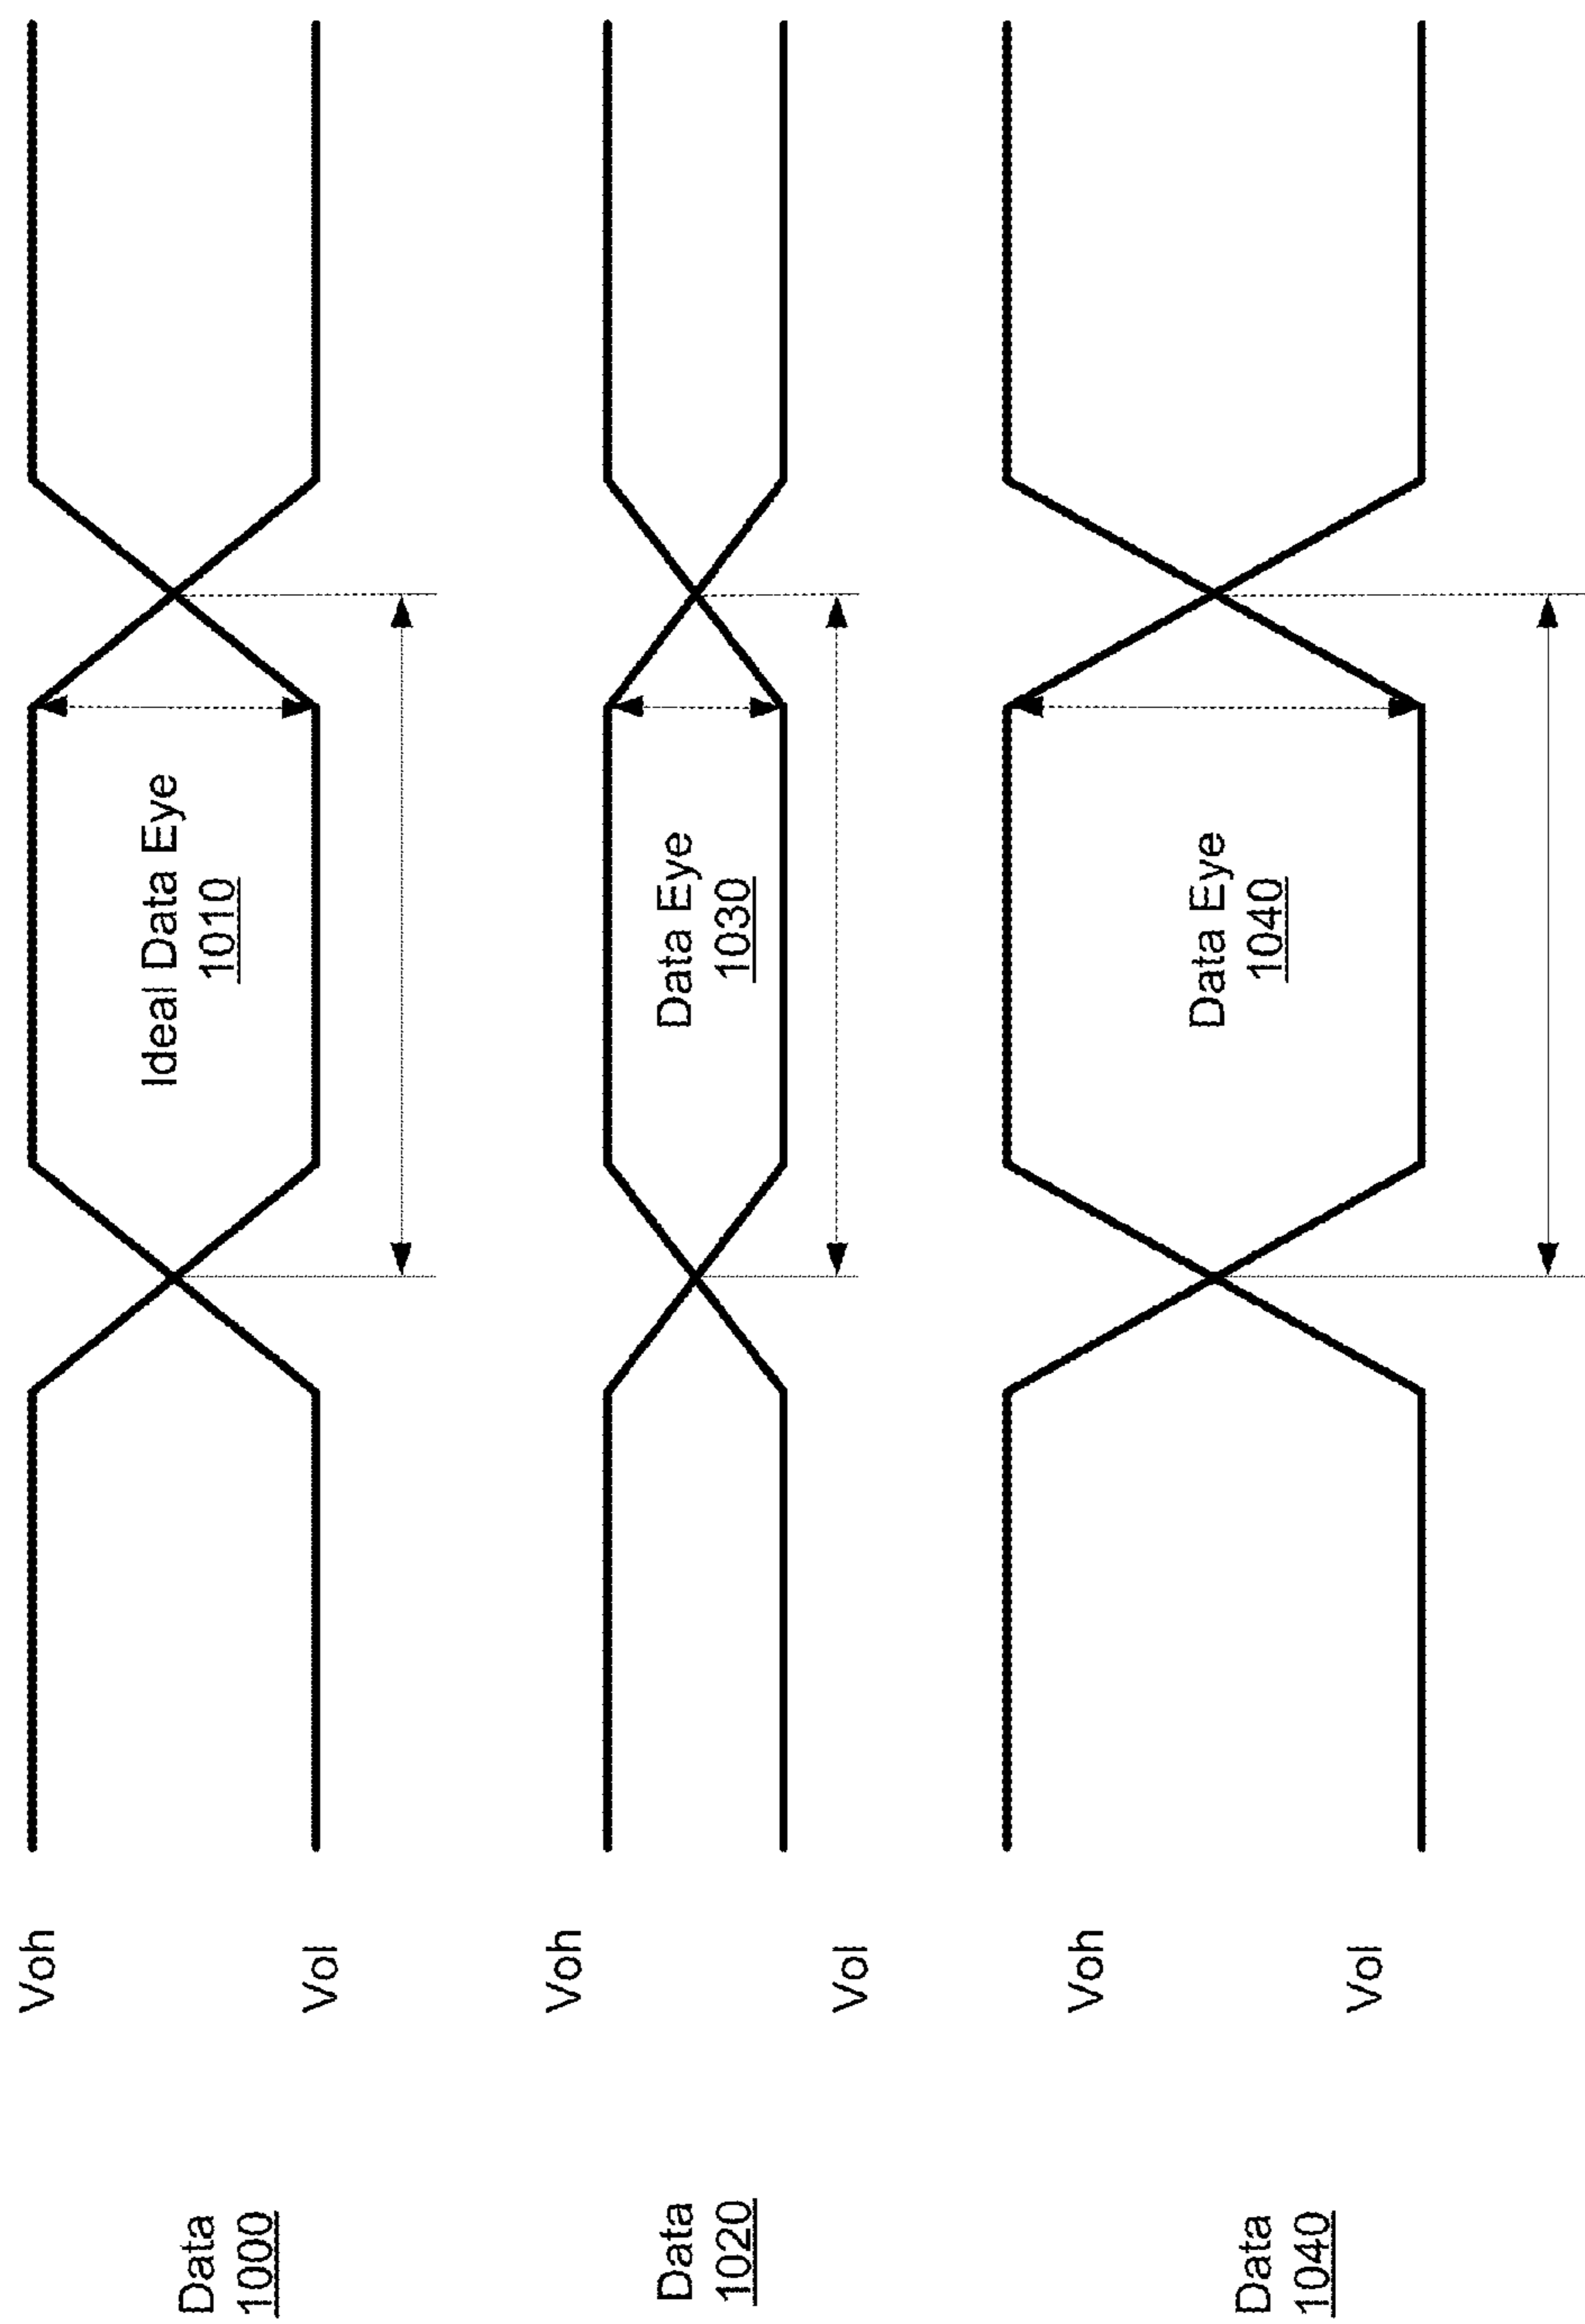 Voh
Data
1000
Ideal Data Eye
1010
Vol
Voh
Data
1020
Data Eye
1030
Vol
Voh
Data
1040
Data Eye
1040
Vol